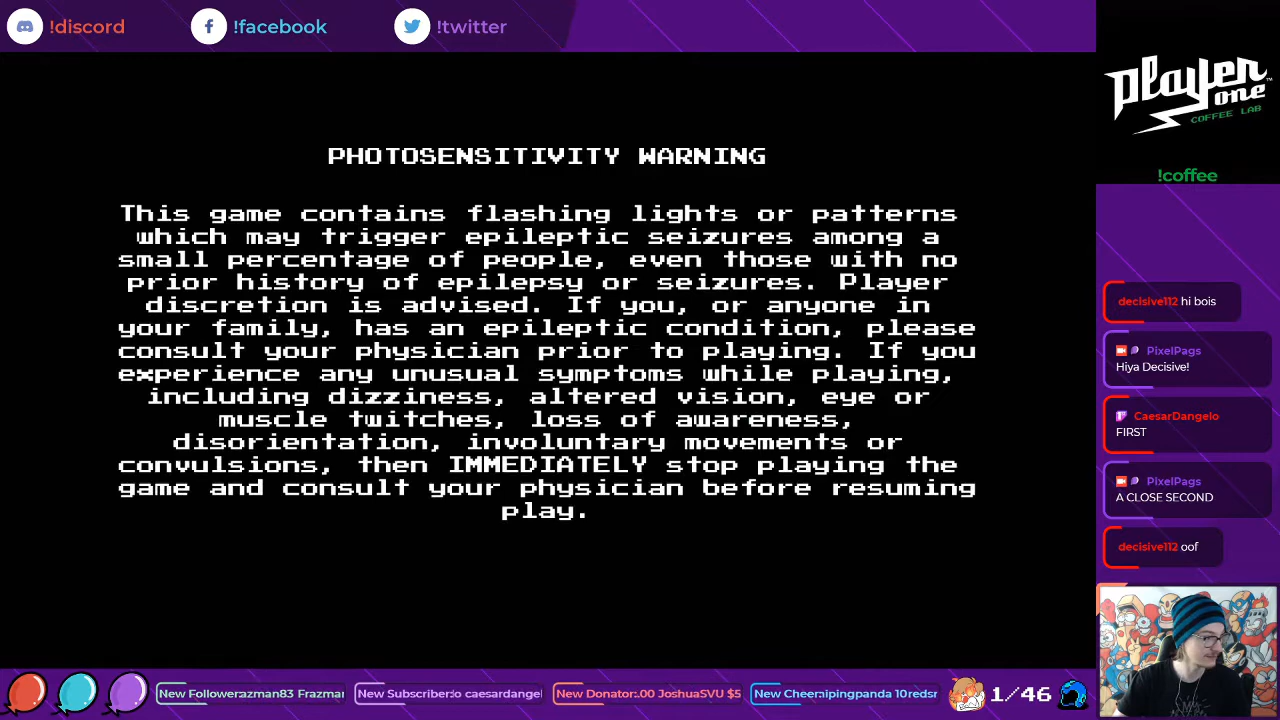 !discord
!facebook
!twitter
player
one
COFFEE LAB
!coffee
PHOTOSENSITIVITY WARNING
This game contains flashing lights or patterns
which may trigger epileptic seizures among a
small percentage of people, even those with no
prior history of epilepsy or seizures. Player
discretion is advised. If you, or anyone in
your family, has an epileptic condition, please
consult your physician prior to playing. If you
experience any unusual symptoms while playing,
including dizziness, altered vision, eye or
muscle twitches, loss of awareness,
disorientation, involuntary movements or
convulsions, then IMMEDIATELY stop playing the
game and consult your physician before resuming
play.
decisive112 hi bois
PixelPags
Hiya Decisive!
CaesarDangelo
FIRST
PixelPags
A CLOSE SECOND
decisive112 oof
New Follower: azman83 Frazmar
New Subscriber: o caesardangel
New Donator: .00 JoshuaSVU $5
New Cheer: aipingpanda 10redsr
1/46